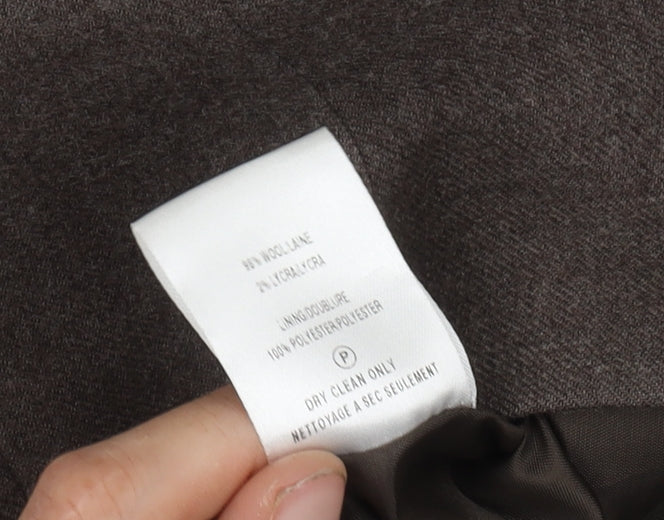 98% WOOL/LAINE
2% LYCRA/LYCRA
LINING/DOUBLURE
100% POLYESTER/POLYESTER
P
DRY CLEAN ONLY
NETTOYAGE A SEC SEULEMENT